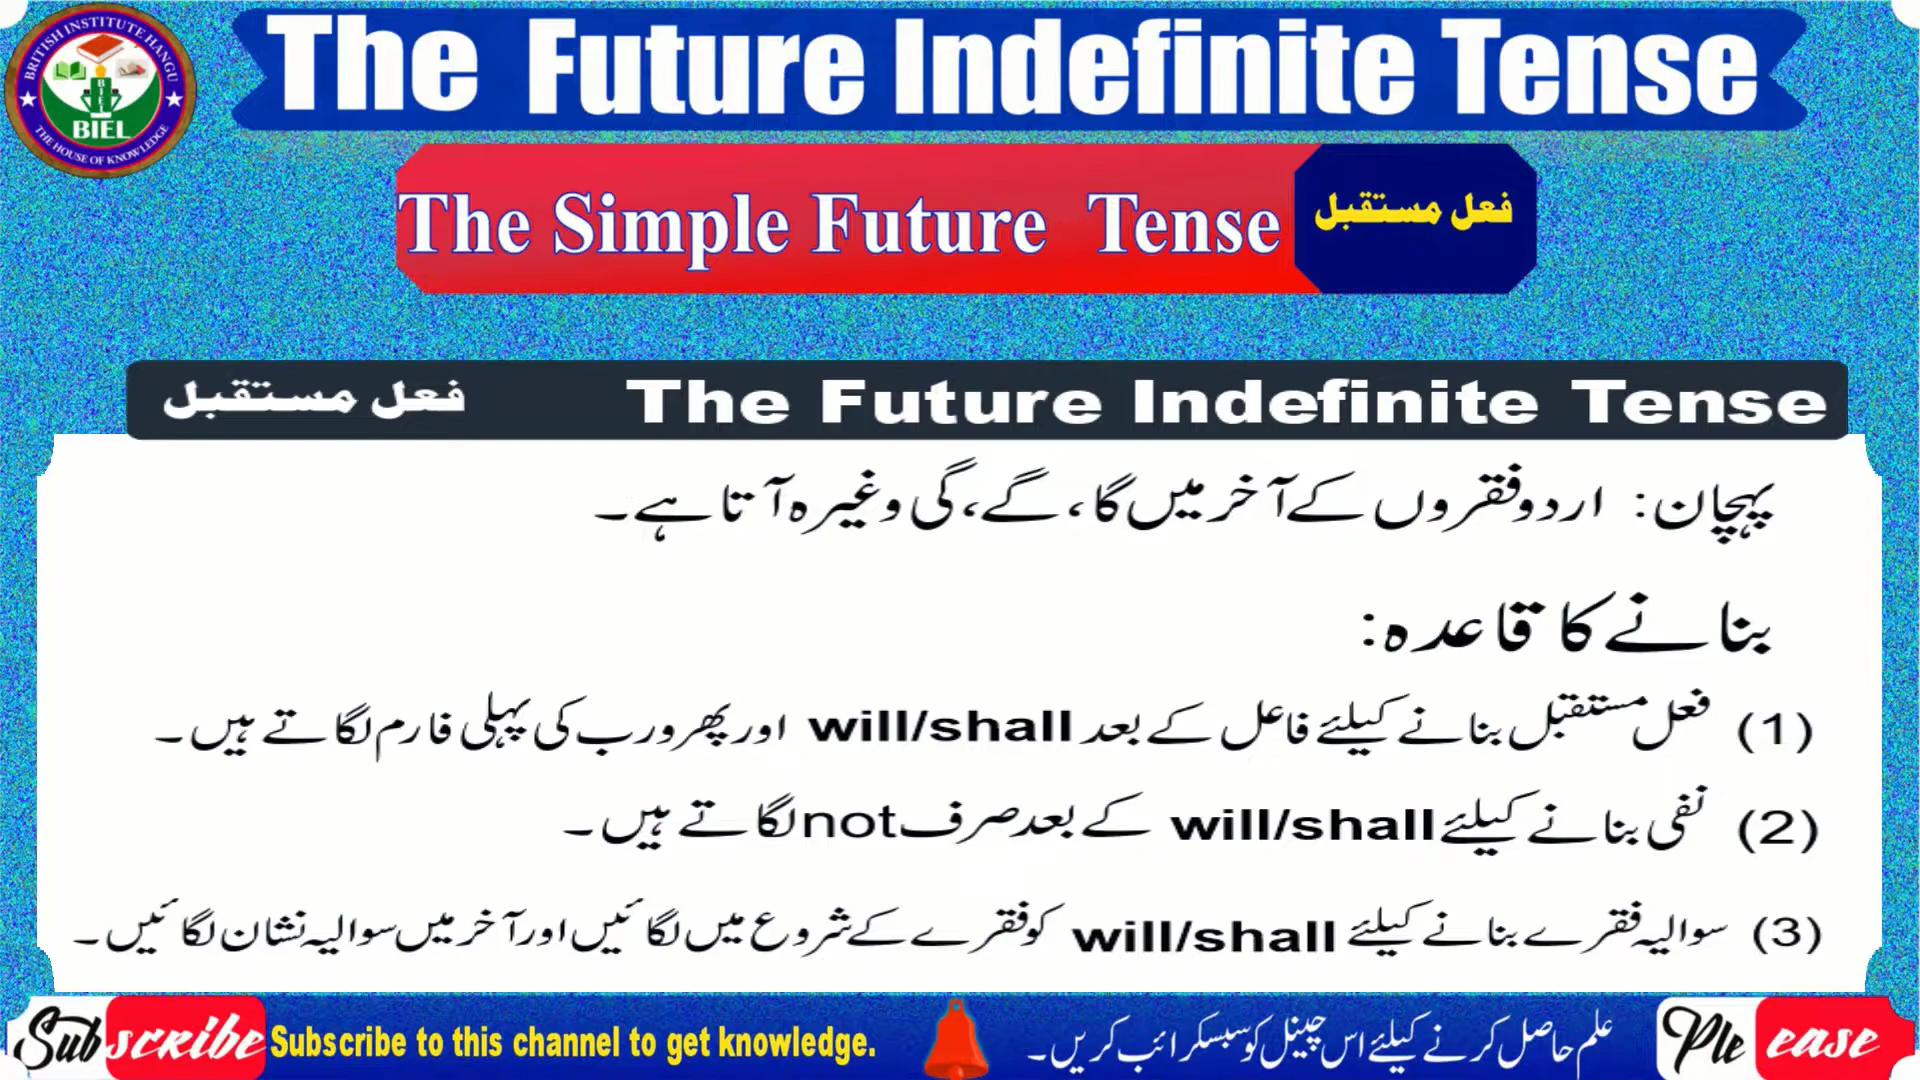 BRITISH INSTITUTE HANGU
BIEL
THE HOUSE OF KNOWLEDGE
The Future Indefinite Tense
The Simple Future Tense فعل مستقبل
فعل مستقبل The Future Indefinite Tense
پہچان: اردو فقروں کے آخر میں گا، گے، گی وغیرہ آتا ہے۔
بنانے کا قاعدہ:
(1) فعل مستقبل بنانے کیلئے فاعل کے بعد will/shall اور پھر ورب کی پہلی فارم لگاتے ہیں۔
(2) نفی بنانے کیلئے will/shall کے بعد صرف not لگاتے ہیں۔
(3) سوالیہ فقرے بنانے کیلئے will/shall کو فقرے کے شروع میں لگائیں اور آخر میں سوالیہ نشان لگائیں۔
Subscribe Subscribe to this channel to get knowledge. علم حاصل کرنے کیلئے اس چینل کو سبسکرائب کریں۔ Plcease